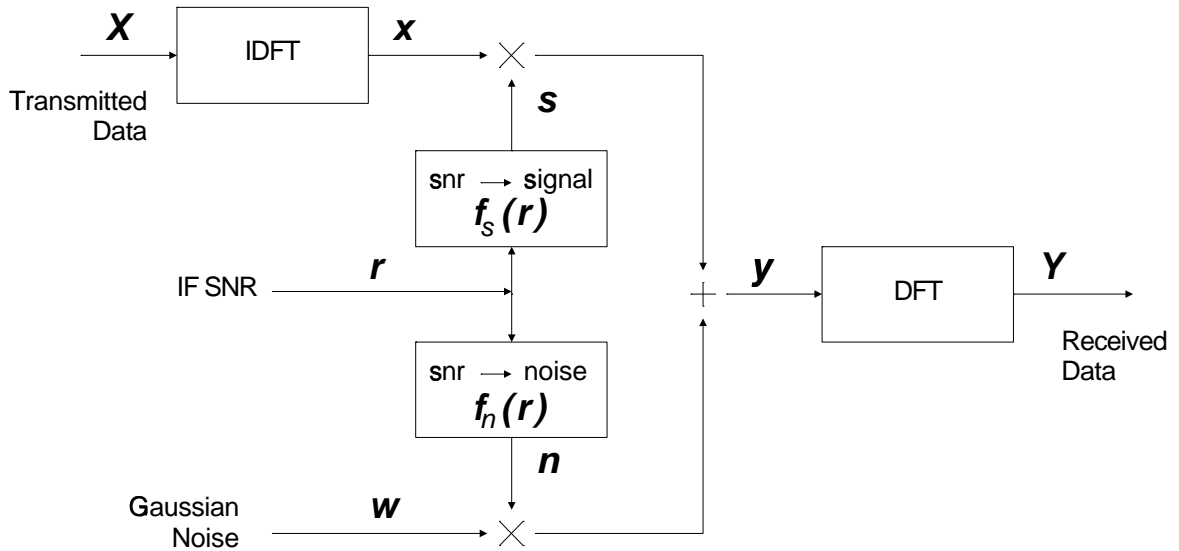 X
IDFT
x
Transmitted
Data
s
snr → signal
fs(r)
IF SNR
r
y
DFT
Y
Received
Data
snr → noise
fn(r)
n
Gaussian
Noise
w